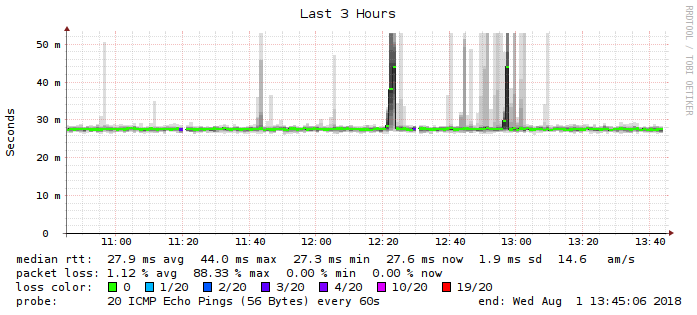 Last 3 Hours
RRDTOOL / TOBI OETIKER
Seconds
50 m
40 m
30 m
20 m
10 m
0
11:00 11:20 11:40 12:00 12:20 12:40 13:00 13:20 13:40
median rtt: 27.9 ms avg 44.0 ms max 27.3 ms min 27.6 ms now 1.9 ms sd 14.6 am/s
packet loss: 1.12 % avg 88.33 % max 0.00 % min 0.00 % now
loss color: 0 1/20 2/20 3/20 4/20 10/20 19/20
probe: 20 ICMP Echo Pings (56 Bytes) every 60s end: Wed Aug 1 13:45:06 2018